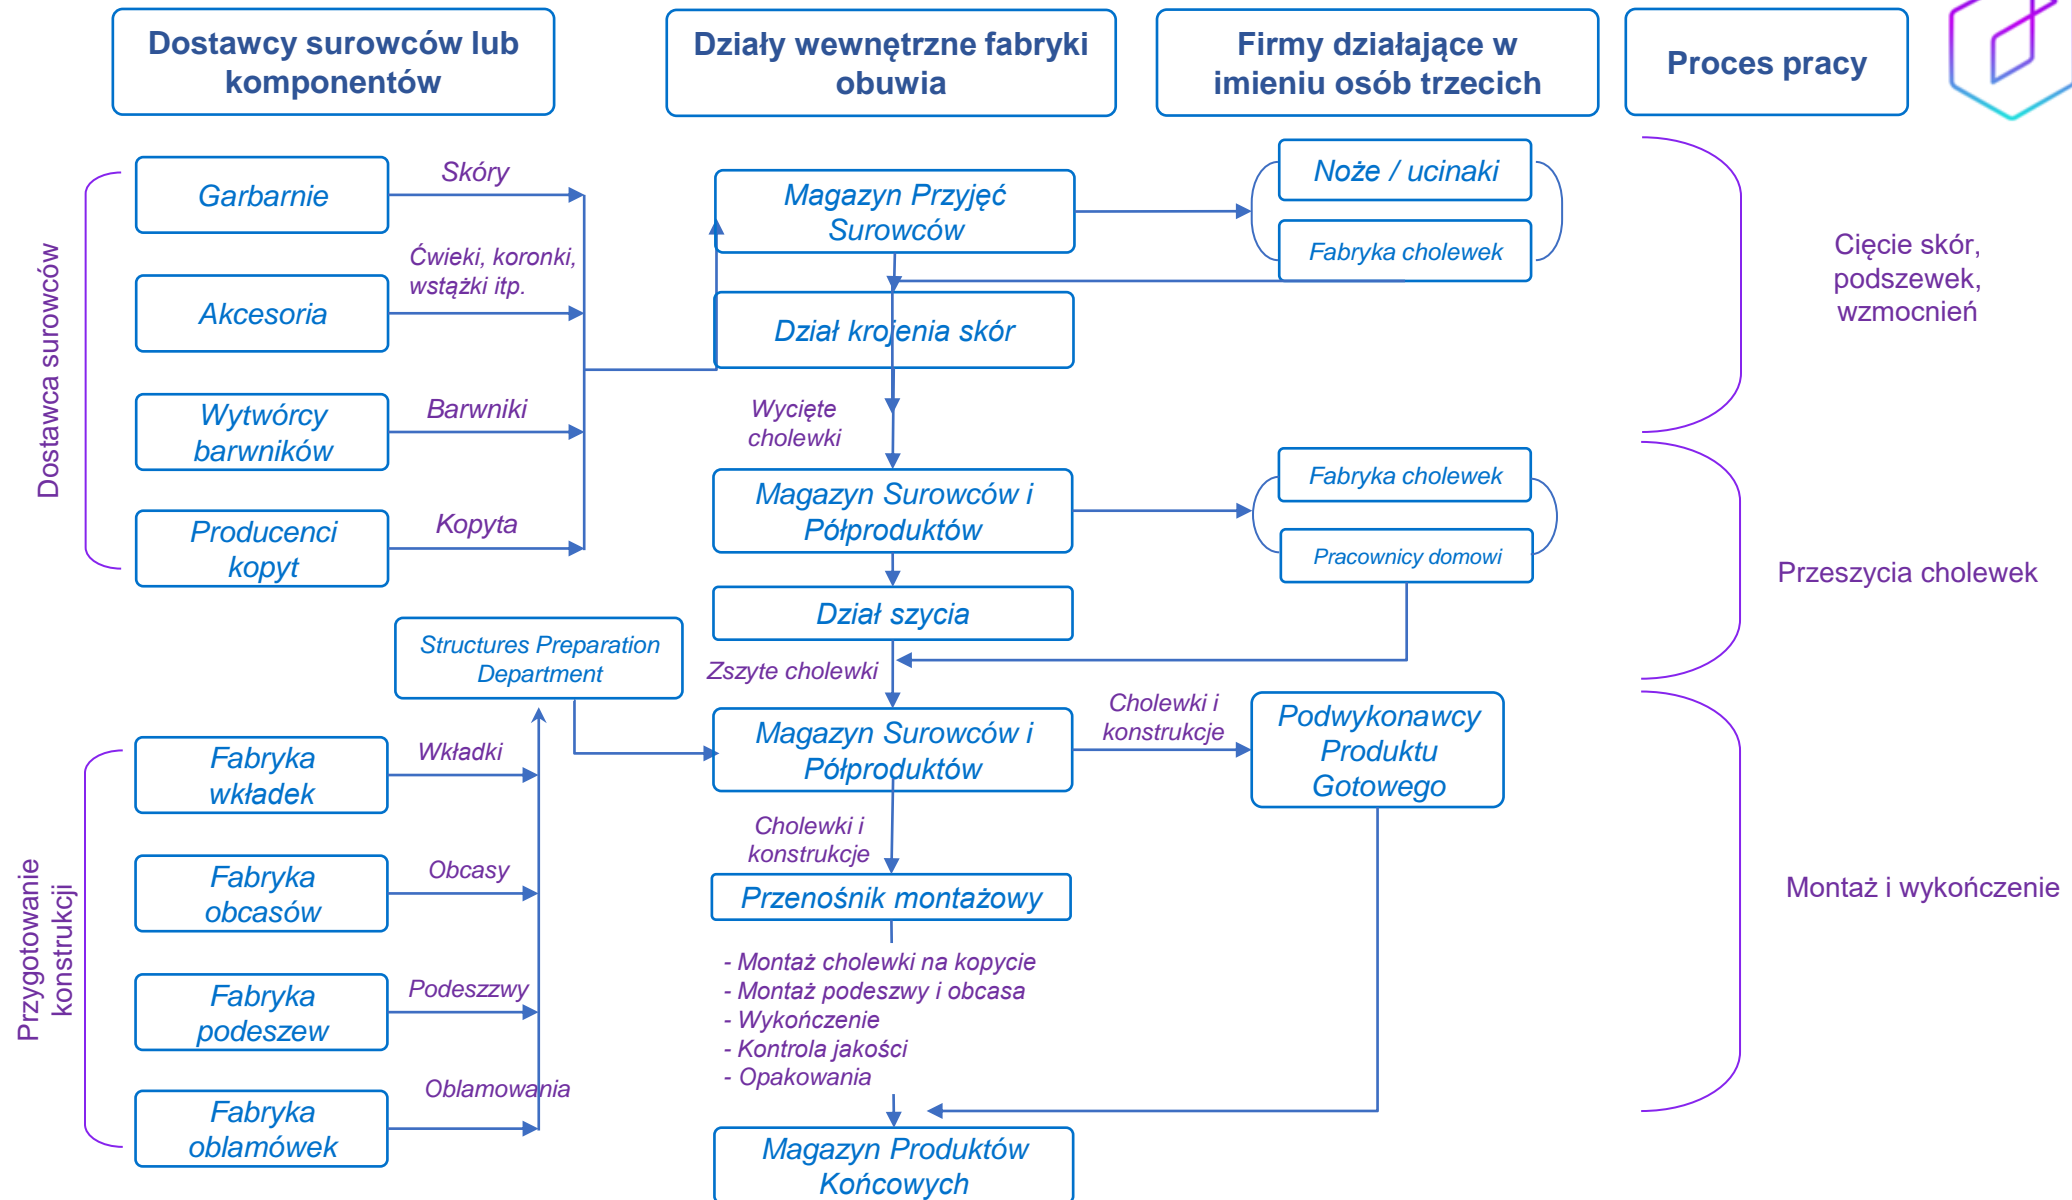 Dostawcy surowców lub
komponentów
Działy wewnętrzne fabryki
obuwia
Firmy działające w
imieniu osób trzecich
Proces pracy
Dostawca surowców
Garbarnie
Skóry
Akcesoria
Ćwieki, koronki,
wstążki itp.
Wytwórcy
barwników
Barwniki
Producenci
kopyt
Kopyta
Structures Preparation
Department
Przygotowanie
konstrukcji
Fabryka
wkładek
Wkładki
Fabryka
obcasów
Obcasy
Fabryka
podeszew
Podeszzwy
Fabryka
oblamówek
Oblamowania
Magazyn Przyjęć
Surowców
Dział krojenia skór
Wycięte
cholewki
Magazyn Surowców i
Półproduktów
Dział szycia
Zszyte cholewki
Magazyn Surowców i
Półproduktów
Cholewki i
konstrukcje
Przenośnik montażowy
- Montaż cholewki na kopycie
- Montaż podeszwy i obcasa
- Wykończenie
- Kontrola jakości
- Opakowania
Magazyn Produktów
Końcowych
Noże / ucinaki
Fabryka cholewek
Fabryka cholewek
Pracownicy domowi
Cholewki i
konstrukcje
Podwykonawcy
Produktu
Gotowego
Cięcie skór,
podszewek,
wzmocnień
Przeszycia cholewek
Montaż i wykończenie